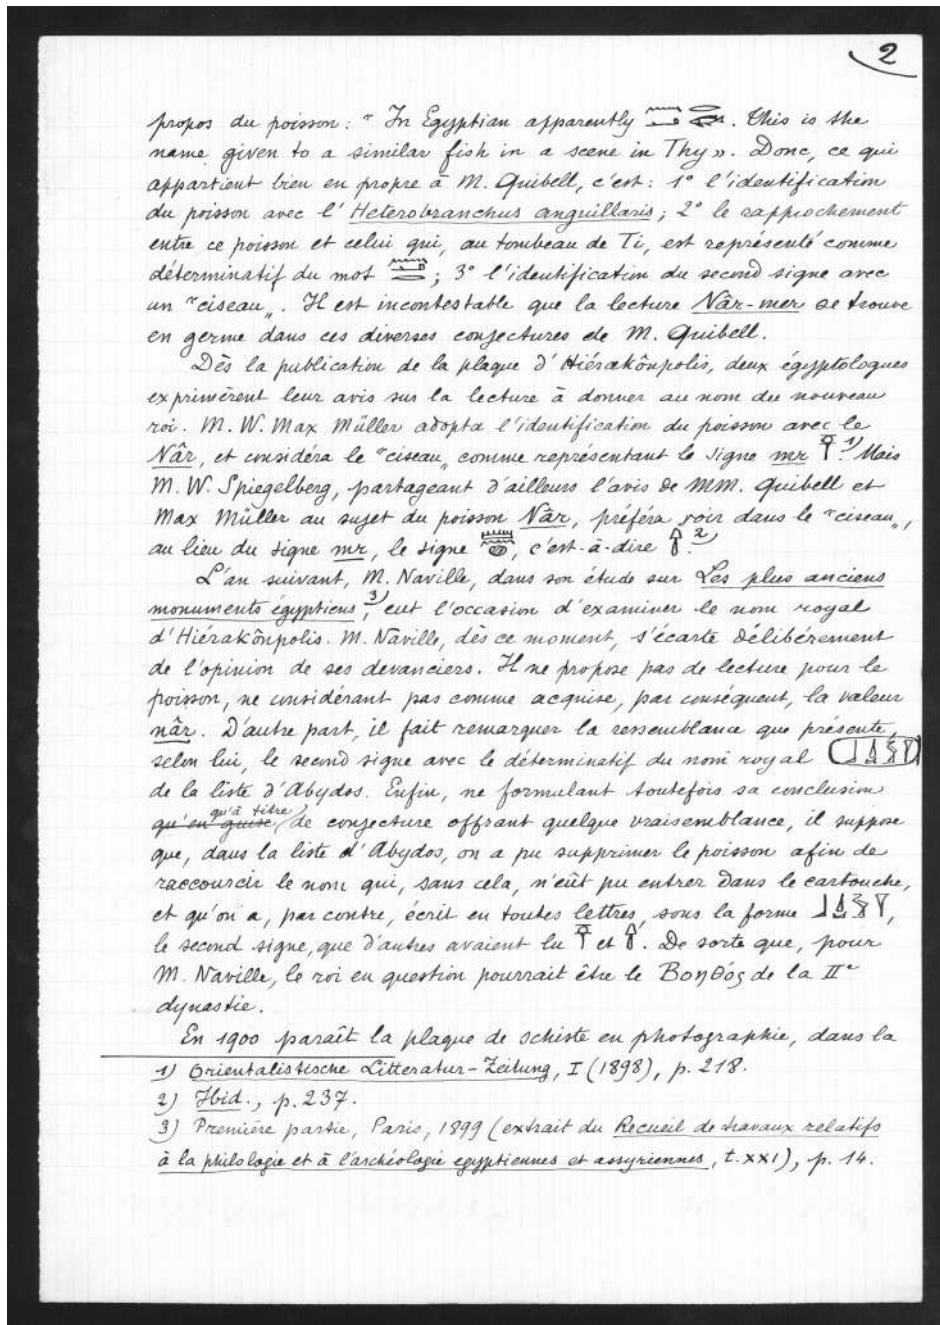 2
propos du poisson : " In Egyptian apparently . This is the
name given to a similar fish in a scene in Thy ». Donc, ce qui
appartient bien en propre à M. Quibell, c'est : 1° l'identification
du poisson avec l' Heterobranchus anguillaris ; 2° le rapprochement
entre ce poisson et celui qui, au tombeau de Ti, est représenté comme
déterminatif du mot ; 3° l'identification du second signe avec
un "ciseau„. Il est incontestable que la lecture Nâr-mer se trouve
en germe dans ces diverses conjectures de M. Quibell.
Dès la publication de la plaque d'Hiérakônpolis, deux égyptologues
exprimèrent leur avis sur la lecture à donner au nom du nouveau
roi. M. W. Max Müller adopta l'identification du poisson avec le
Nâr, et considéra le "ciseau„ comme représentant le signe mr . 1) Mais
M. W. Spiegelberg, partageant d'ailleurs l'avis de MM. Quibell et
Max Müller au sujet du poisson Nâr, préféra voir dans le "ciseau„,
au lieu du signe mr, le signe , c'est-à-dire . 2)
L'an suivant, M. Naville, dans son étude sur Les plus anciens
monuments égyptiens 3), eut l'occasion d'examiner le nom royal
d'Hiérakônpolis. M. Naville, dès ce moment, s'écarte délibérément
de l'opinion de ses devanciers. Il ne propose pas de lecture pour le
poisson, ne considérant pas comme acquise, par conséquent, la valeur
nâr. D'autre part, il fait remarquer la ressemblance que présente,
selon lui, le second signe avec le déterminatif du nom royal
de la liste d'Abydos. Enfin, ne formulant toutefois sa conclusion
qu'en guise qu'à titre de conjecture offrant quelque vraisemblance, il suppose
que, dans la liste d'Abydos, on a pu supprimer le poisson afin de
raccourcir le nom qui, sans cela, n'eût pu entrer dans le cartouche,
et qu'on a, par contre, écrit en toutes lettres, sous la forme ,
le second signe, que d'autres avaient lu et . De sorte que, pour
M. Naville, le roi en question pourrait être le Βοηθός de la IIe
dynastie.
En 1900 paraît la plaque de schiste en photographie, dans la
1) Orientalistische Litteratur-Zeitung, I (1898), p. 218.
2) Ibid., p. 237.
3) Première partie, Paris, 1899 (extrait du Recueil de travaux relatifs
à la philologie et à l'archéologie egyptiennes et assyriennes, t. XXI), p. 14.